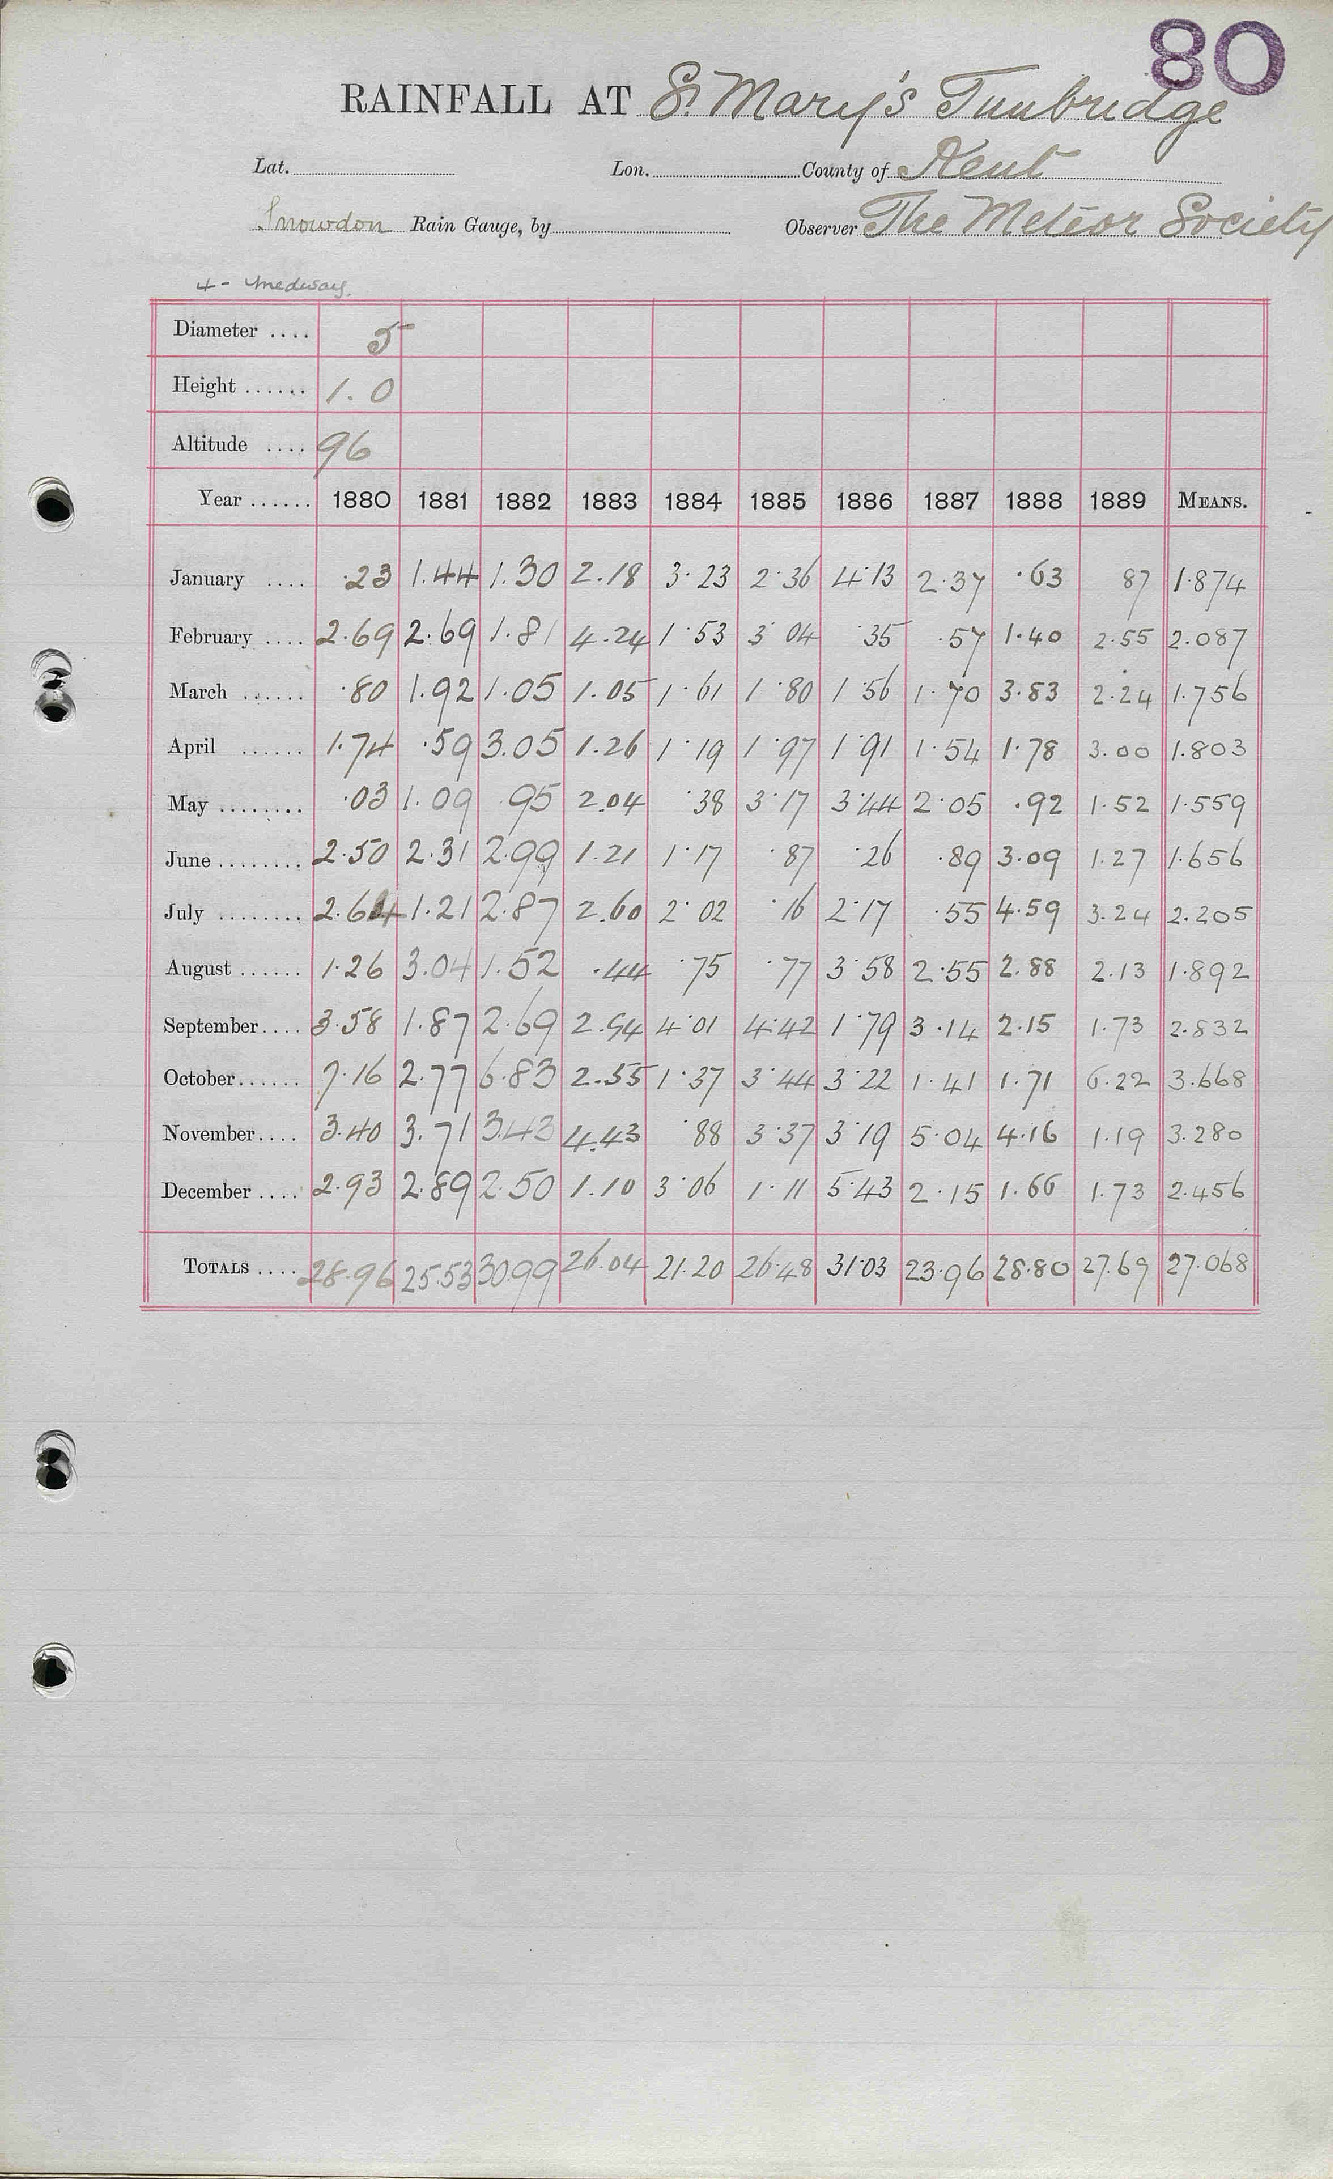 80
RAINFALL AT St Mary's Tunbridge
Lat. Lon. County of Kent
Snowdon Rain Gauge, by Observer The Meteor Society
4 - Medway.
Diameter .... 5
Height ...... 1.0
Altitude .... 96
Year ...... 1880 1881 1882 1883 1884 1885 1886 1887 1888 1889 MEANS.
January .... .23 1.44 1.30 2.18 3.23 2.36 4.13 2.37 .63 87 1.874
February .... 2.69 2.69 1.81 4.24 1.53 3 04 .35 .57 1.40 2.55 2.087
March ...... .80 1.92 1.05 1.05 1.61 1.80 1.56 1.70 3.83 2.24 1.756
April ...... 1.74 .59 3.05 1.26 1.19 1.97 1.91 1.54 1.78 3.00 1.803
May ........ .03 1.09 .95 2.04 .38 3.17 3.44 2.05 .92 1.52 1.559
June ........ 2.50 2.31 2.99 1.21 1.17 .87 .26 .89 3.09 1.27 1.656
July ........ 2.64 1.21 2.87 2.60 2.02 .16 2.17 .55 4.59 3.24 2.205
August ...... 1.26 3.04 1.52 .44 .75 .77 3.58 2.55 2.88 2.13 1.892
September.... 3.58 1.87 2.69 2.94 4.01 4.42 1.79 3.14 2.15 1.73 2.832
October...... 7.16 2.77 6.83 2.55 1.37 3.44 3.22 1.41 1.71 6.22 3.668
November.... 3.40 3.71 3.43 4.43 .88 3.37 3.19 5.04 4.16 1.19 3.280
December .... 2.93 2.89 2.50 1.10 3.06 1.11 5.43 2.15 1.66 1.73 2.456
TOTALS .... 28.96 25.53 30.99 26.04 21.20 26.48 31.03 23.96 28.80 27.69 27.068